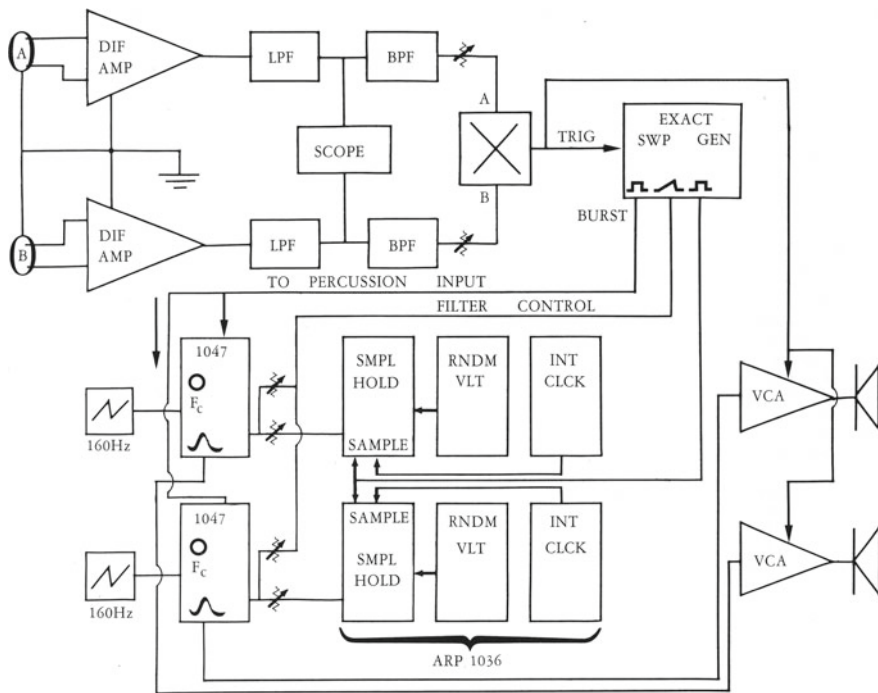 A
DIF
AMP
LPF
BPF
A
SCOPE
TRIG
EXACT
SWP GEN
B
BURST
B
DIF
AMP
LPF
BPF
TO PERCUSSION INPUT
FILTER CONTROL
1047
Fc
160Hz
SMPL
HOLD
SAMPLE
RNDM
VLT
INT
CLCK
VCA
1047
Fc
160Hz
SAMPLE
SMPL
HOLD
RNDM
VLT
INT
CLCK
VCA
ARP 1036